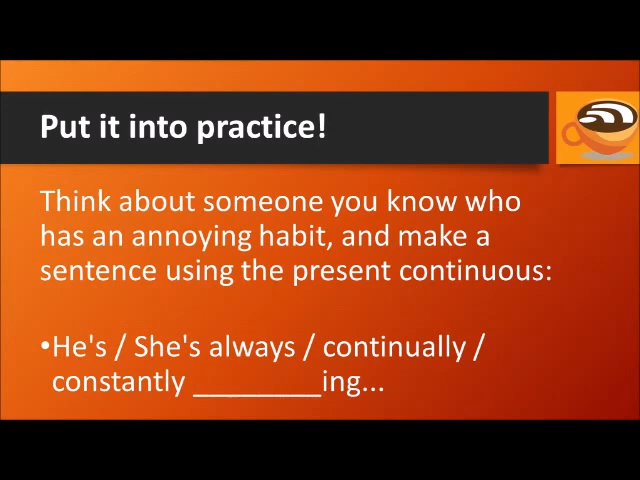 Put it into practice!
Think about someone you know who
has an annoying habit, and make a
sentence using the present continuous:
•He's / She's always / continually /
constantly ________ing...